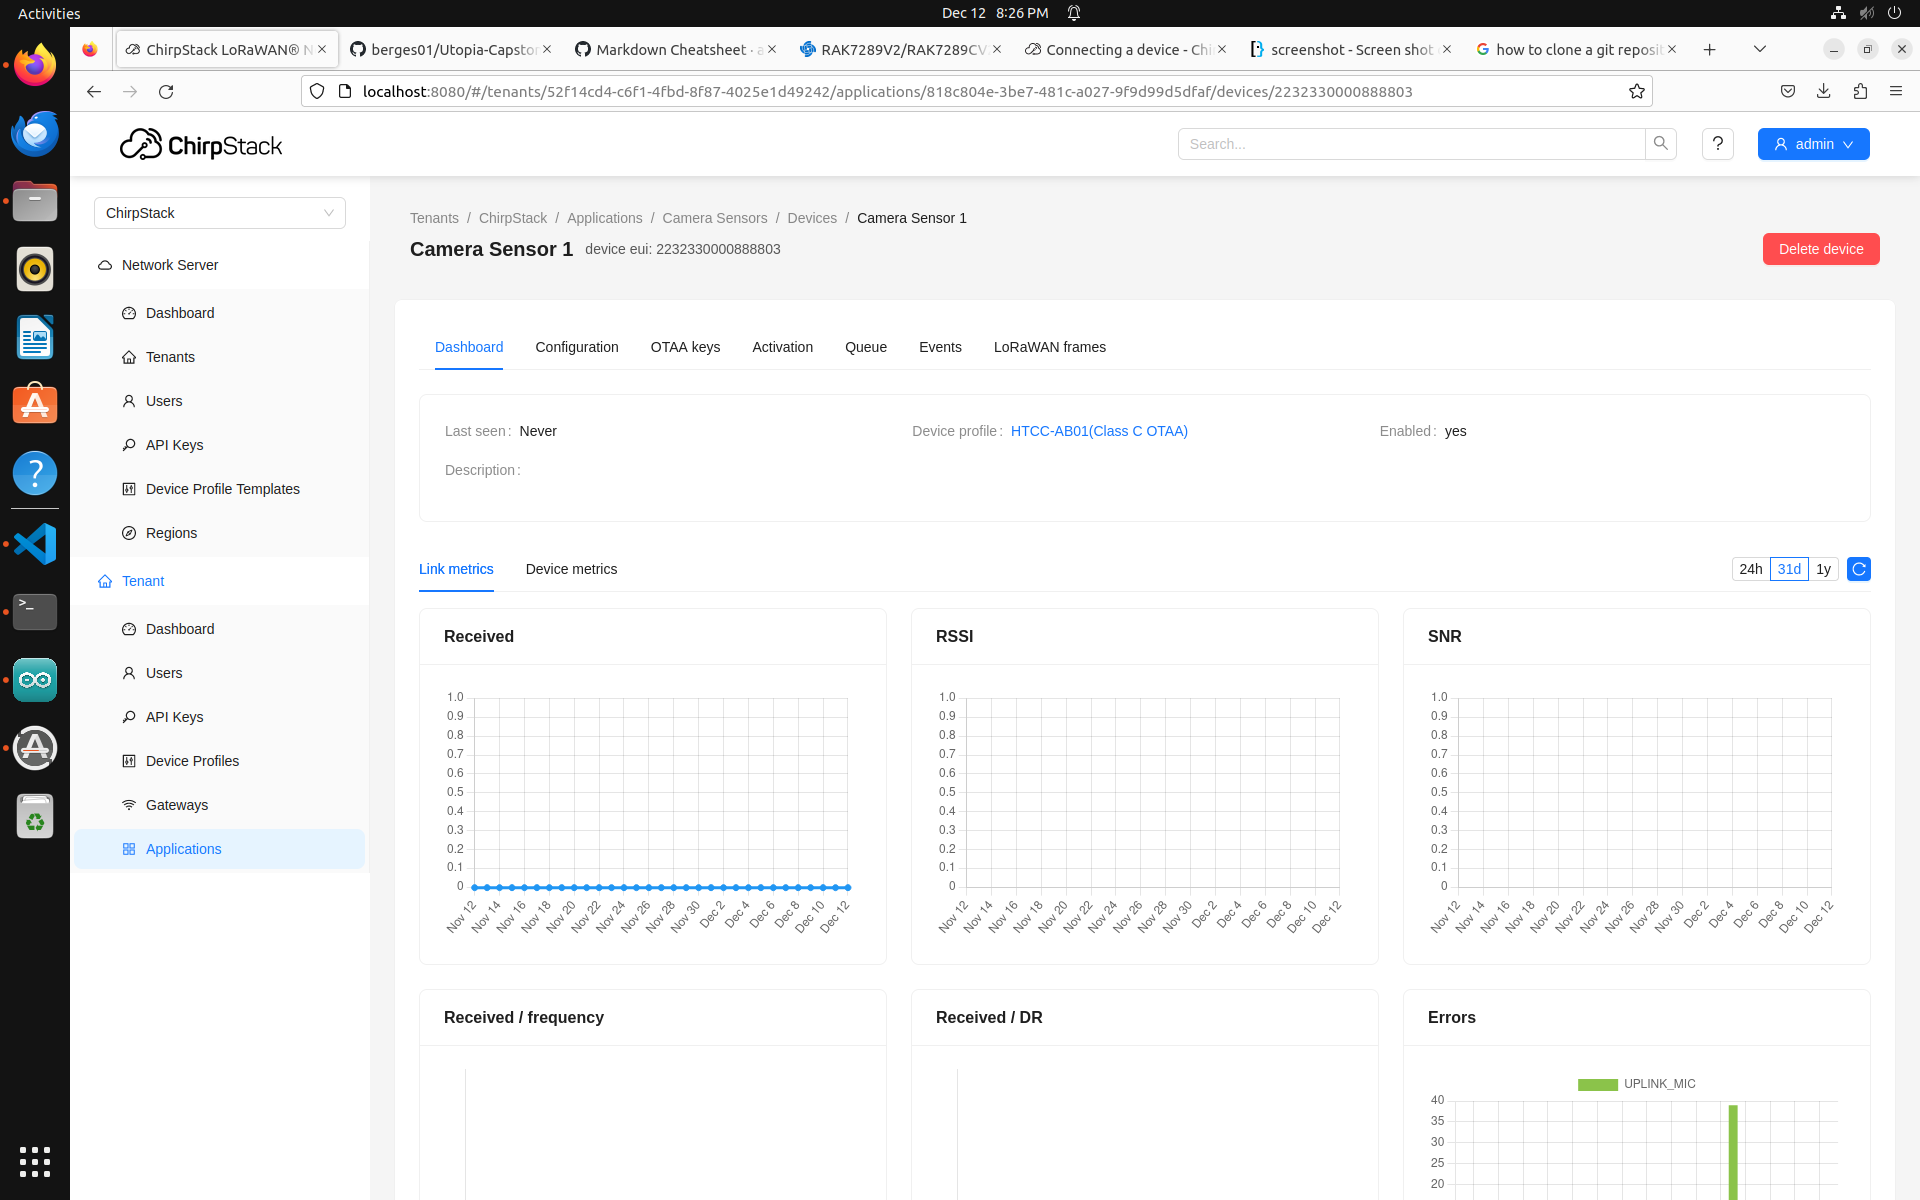 Activities
Dec 12 8:26 PM
ChirpStack LoRaWAN® N
berges01/Utopia-Capstor
Markdown Cheatsheet · a
RAK7289V2/RAK7289CV
Connecting a device - Chi
screenshot - Screen shot
how to clone a git reposit
localhost:8080/#/tenants/52f14cd4-c6f1-4fbd-8f87-4025e1d49242/applications/818c804e-3be7-481c-a027-9f9d99d5dfaf/devices/2232330000888803
ChirpStack
Search...
?
admin
ChirpStack
Network Server
Dashboard
Tenants
Users
API Keys
Device Profile Templates
Regions
Tenant
Dashboard
Users
API Keys
Device Profiles
Gateways
Applications
Tenants / ChirpStack / Applications / Camera Sensors / Devices / Camera Sensor 1
Camera Sensor 1 device eui: 2232330000888803
Delete device
Dashboard Configuration OTAA keys Activation Queue Events LoRaWAN frames
Last seen: Never
Device profile: HTCC-AB01(Class C OTAA)
Enabled: yes
Description:
Link metrics Device metrics
24h 31d 1y
Received
1.0
0.9
0.8
0.7
0.6
0.5
0.4
0.3
0.2
0.1
0
Nov 12 Nov 14 Nov 16 Nov 18 Nov 20 Nov 22 Nov 24 Nov 26 Nov 28 Nov 30 Dec 2 Dec 4 Dec 6 Dec 8 Dec 10 Dec 12
RSSI
1.0
0.9
0.8
0.7
0.6
0.5
0.4
0.3
0.2
0.1
0
Nov 12 Nov 14 Nov 16 Nov 18 Nov 20 Nov 22 Nov 24 Nov 26 Nov 28 Nov 30 Dec 2 Dec 4 Dec 6 Dec 8 Dec 10 Dec 12
SNR
1.0
0.9
0.8
0.7
0.6
0.5
0.4
0.3
0.2
0.1
0
Nov 12 Nov 14 Nov 16 Nov 18 Nov 20 Nov 22 Nov 24 Nov 26 Nov 28 Nov 30 Dec 2 Dec 4 Dec 6 Dec 8 Dec 10 Dec 12
Received / frequency
Received / DR
Errors
UPLINK_MIC
40
35
30
25
20